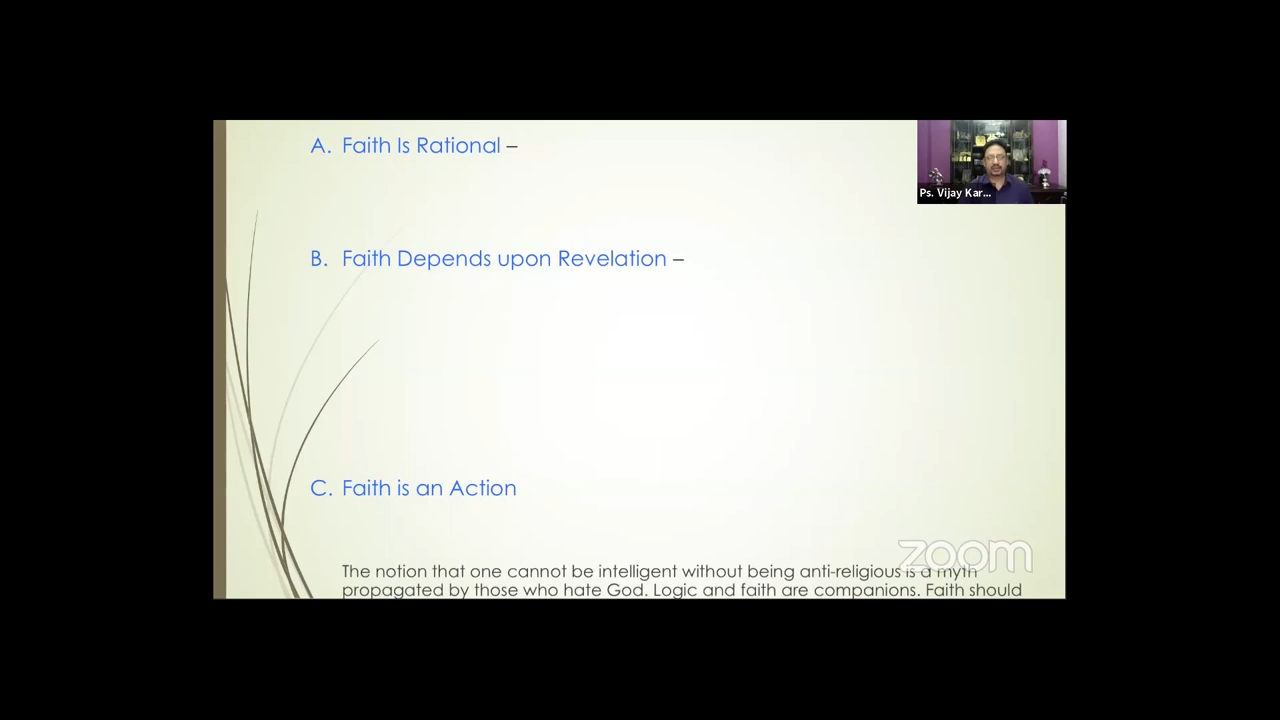 A. Faith Is Rational –
Ps. Vijay Kar...
B. Faith Depends upon Revelation –
C. Faith is an Action
zoom
The notion that one cannot be intelligent without being anti-religious is a myth
propagated by those who hate God. Logic and faith are companions. Faith should